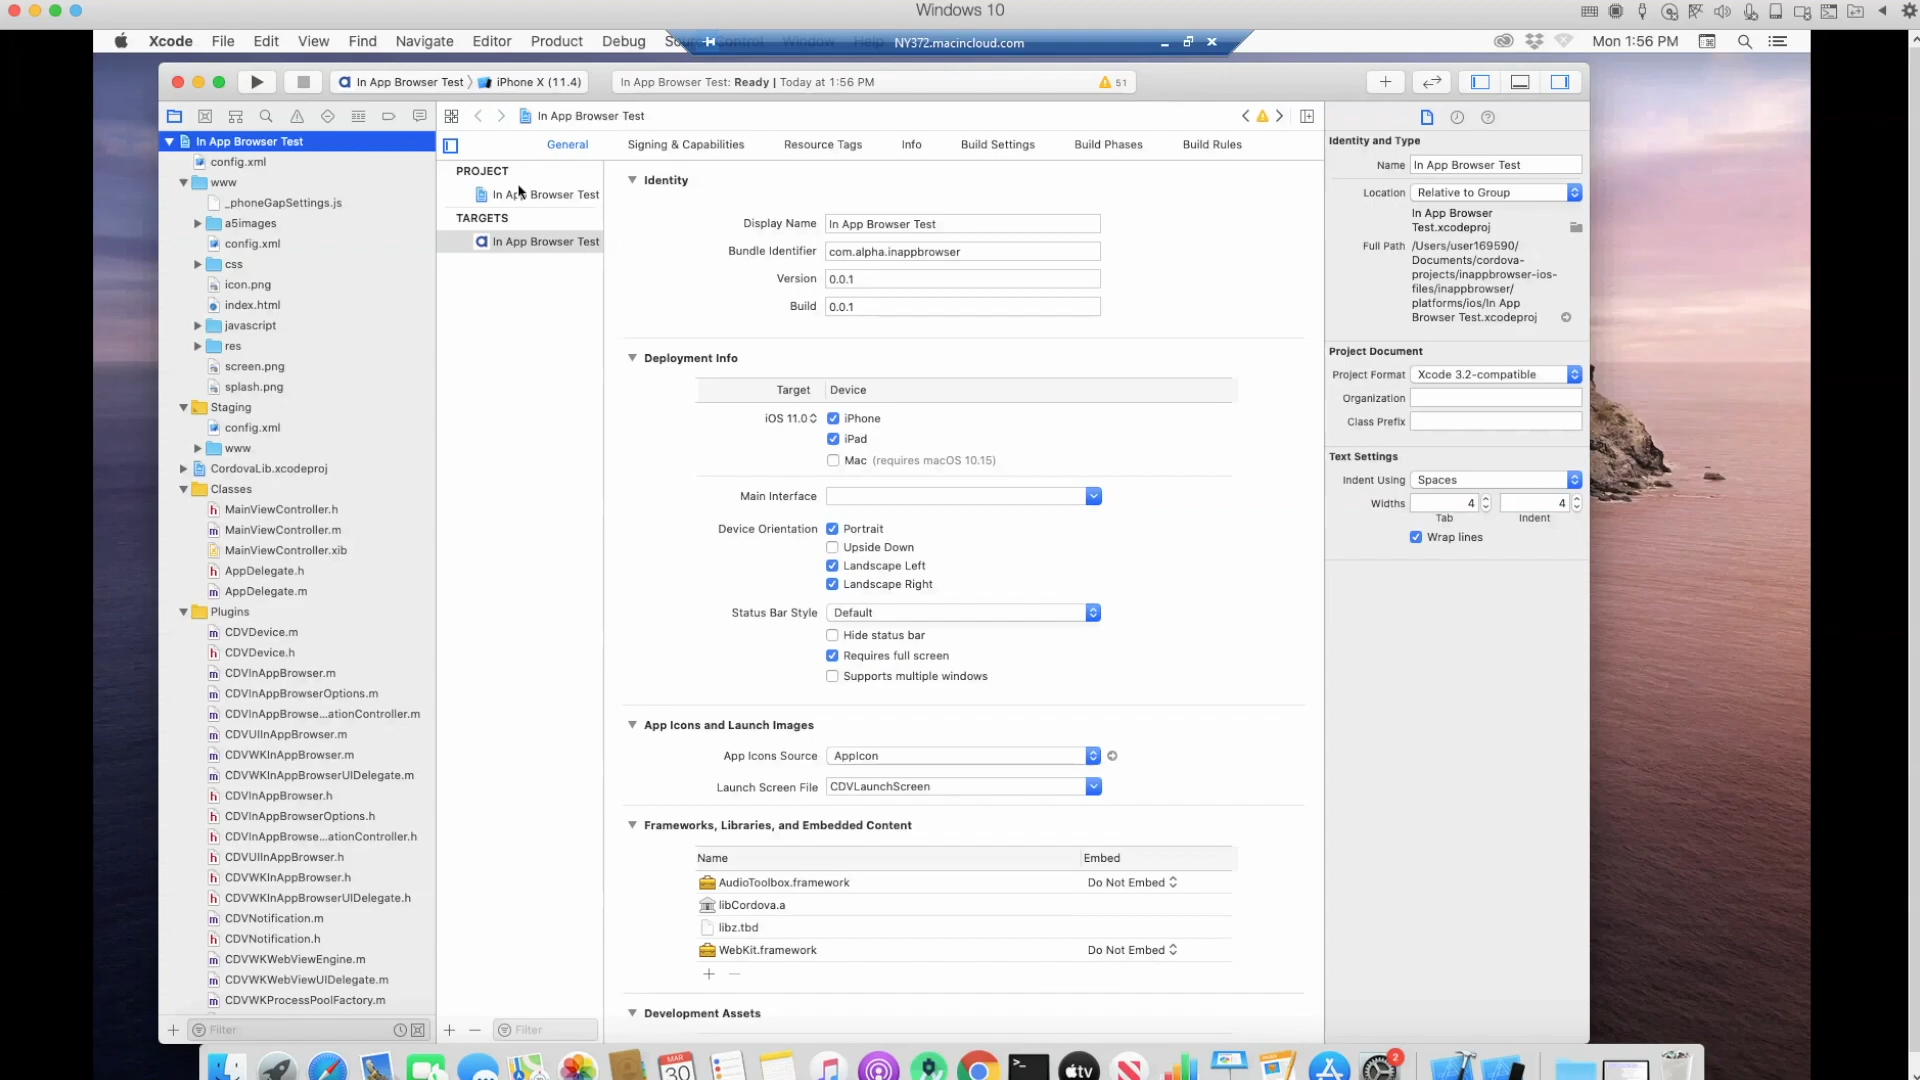 Windows 10
Xcode File Edit View Find Navigate Editor Product Debug Source Control Window Help
NY372.macincloud.com
Mon 1:56 PM
In App Browser Test iPhone X (11.4)
In App Browser Test: Ready | Today at 1:56 PM
51
In App Browser Test
General Signing & Capabilities Resource Tags Info Build Settings Build Phases Build Rules
In App Browser Test
config.xml
www
_phoneGapSettings.js
a5images
config.xml
css
icon.png
index.html
javascript
res
screen.png
splash.png
Staging
config.xml
www
CordovaLib.xcodeproj
Classes
MainViewController.h
MainViewController.m
MainViewController.xib
AppDelegate.h
AppDelegate.m
Plugins
CDVDevice.m
CDVDevice.h
CDVInAppBrowser.m
CDVInAppBrowserOptions.m
CDVInAppBrowse...ationController.m
CDVUIInAppBrowser.m
CDVWKInAppBrowser.m
CDVWKInAppBrowserUIDelegate.m
CDVInAppBrowser.h
CDVInAppBrowserOptions.h
CDVInAppBrowse...ationController.h
CDVUIInAppBrowser.h
CDVWKInAppBrowser.h
CDVWKInAppBrowserUIDelegate.h
CDVNotification.m
CDVNotification.h
CDVWKWebViewEngine.m
CDVWKWebViewUIDelegate.m
CDVWKProcessPoolFactory.m
Filter
PROJECT
In App Browser Test
TARGETS
In App Browser Test
Filter
Identity
Display Name In App Browser Test
Bundle Identifier com.alpha.inappbrowser
Version 0.0.1
Build 0.0.1
Deployment Info
Target Device
iOS 11.0 iPhone
iPad
Mac (requires macOS 10.15)
Main Interface
Device Orientation Portrait
Upside Down
Landscape Left
Landscape Right
Status Bar Style Default
Hide status bar
Requires full screen
Supports multiple windows
App Icons and Launch Images
App Icons Source AppIcon
Launch Screen File CDVLaunchScreen
Frameworks, Libraries, and Embedded Content
Name Embed
AudioToolbox.framework Do Not Embed
libCordova.a
libz.tbd
WebKit.framework Do Not Embed
Development Assets
Identity and Type
Name In App Browser Test
Location Relative to Group
In App Browser
Test.xcodeproj
Full Path /Users/user169590/
Documents/cordova-
projects/inappbrowser-ios-
files/inappbrowser/
platforms/ios/In App
Browser Test.xcodeproj
Project Document
Project Format Xcode 3.2-compatible
Organization
Class Prefix
Text Settings
Indent Using Spaces
Widths 4 4
Tab Indent
Wrap lines
MAR
30
tv
2